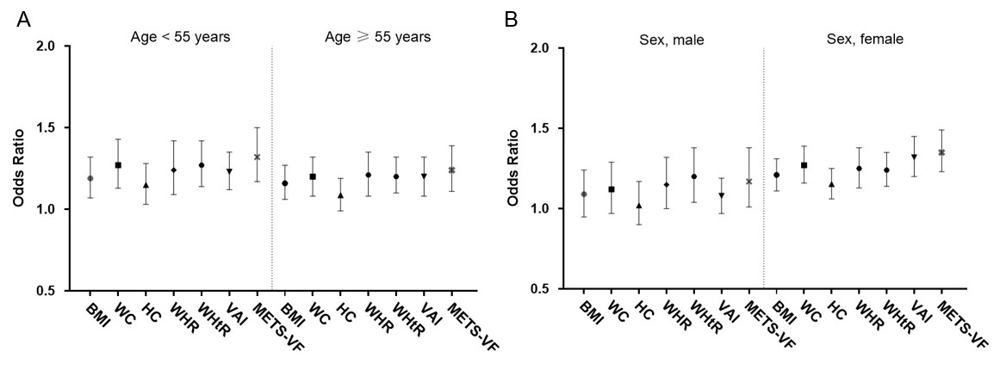 A
B
Age < 55 years
Age ⩾ 55 years
Sex, male
Sex, female
Odds Ratio
2.0
1.5
1.0
0.5
BMI
WC
HC
WHR
WHtR
VAI
METS-VF
BMI
WC
HC
WHR
WHtR
VAI
METS-VF
Odds Ratio
2.0
1.5
1.0
0.5
BMI
WC
HC
WHR
WHtR
VAI
METS-VF
BMI
WC
HC
WHR
WHtR
VAI
METS-VF